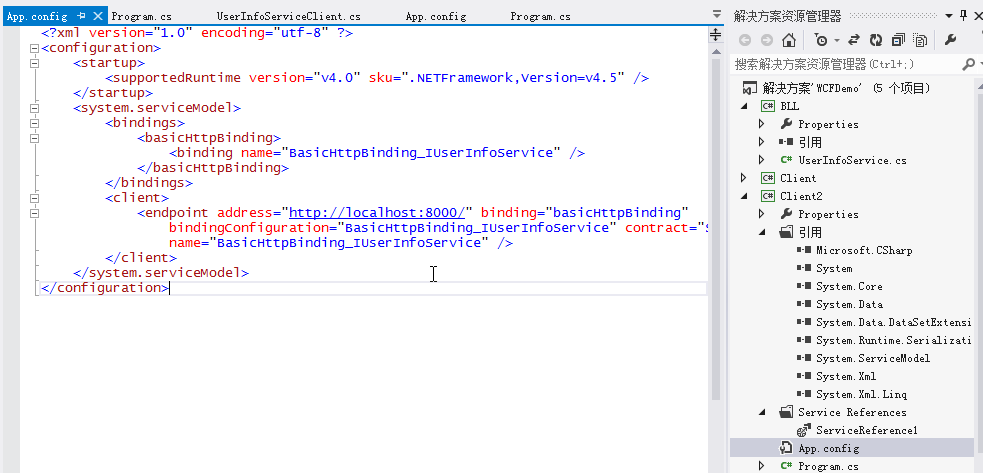 App.config Program.cs UserInfoServiceClient.cs App.config Program.cs
<?xml version="1.0" encoding="utf-8" ?>
<configuration>
<startup>
<supportedRuntime version="v4.0" sku=".NETFramework,Version=v4.5" />
</startup>
<system.serviceModel>
<bindings>
<basicHttpBinding>
<binding name="BasicHttpBinding_IUserInfoService" />
</basicHttpBinding>
</bindings>
<client>
<endpoint address="http://localhost:8000/" binding="basicHttpBinding"
bindingConfiguration="BasicHttpBinding_IUserInfoService" contract="S
name="BasicHttpBinding_IUserInfoService" />
</client>
</system.serviceModel>
</configuration>
解决方案资源管理器
搜索解决方案资源管理器(Ctrl+;)
解决方案'WCFDemo' (5 个项目)
BLL
Properties
引用
UserInfoService.cs
Client
Client2
Properties
引用
Microsoft.CSharp
System
System.Core
System.Data
System.Data.DataSetExtensi
System.Runtime.Serializati
System.ServiceModel
System.Xml
System.Xml.Linq
Service References
ServiceReference1
App.config
Program.cs